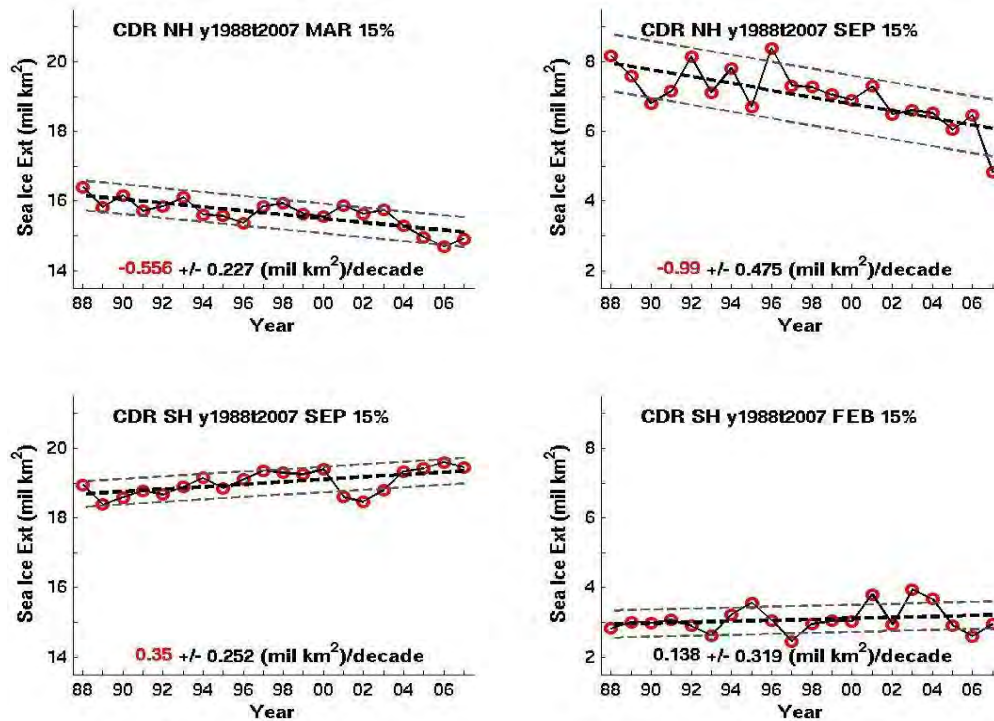 CDR NH y1988t2007 MAR 15%
Sea Ice Ext (mil km²)
20
18
16
14
-0.556 +/- 0.227 (mil km²)/decade
88 90 92 94 96 98 00 02 04 06
Year
CDR NH y1988t2007 SEP 15%
Sea Ice Ext (mil km²)
8
6
4
2
-0.99 +/- 0.475 (mil km²)/decade
88 90 92 94 96 98 00 02 04 06
Year
CDR SH y1988t2007 SEP 15%
Sea Ice Ext (mil km²)
20
18
16
14
0.35 +/- 0.252 (mil km²)/decade
88 90 92 94 96 98 00 02 04 06
Year
CDR SH y1988t2007 FEB 15%
Sea Ice Ext (mil km²)
8
6
4
2
0.138 +/- 0.319 (mil km²)/decade
88 90 92 94 96 98 00 02 04 06
Year